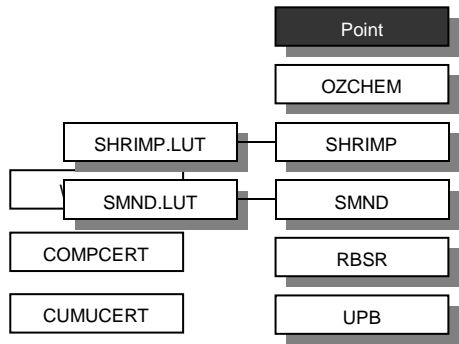 Point
OZCHEM
SHRIMP.LUT SHRIMP
SMND.LUT SMND
COMPCERT RBSR
CUMUCERT UPB